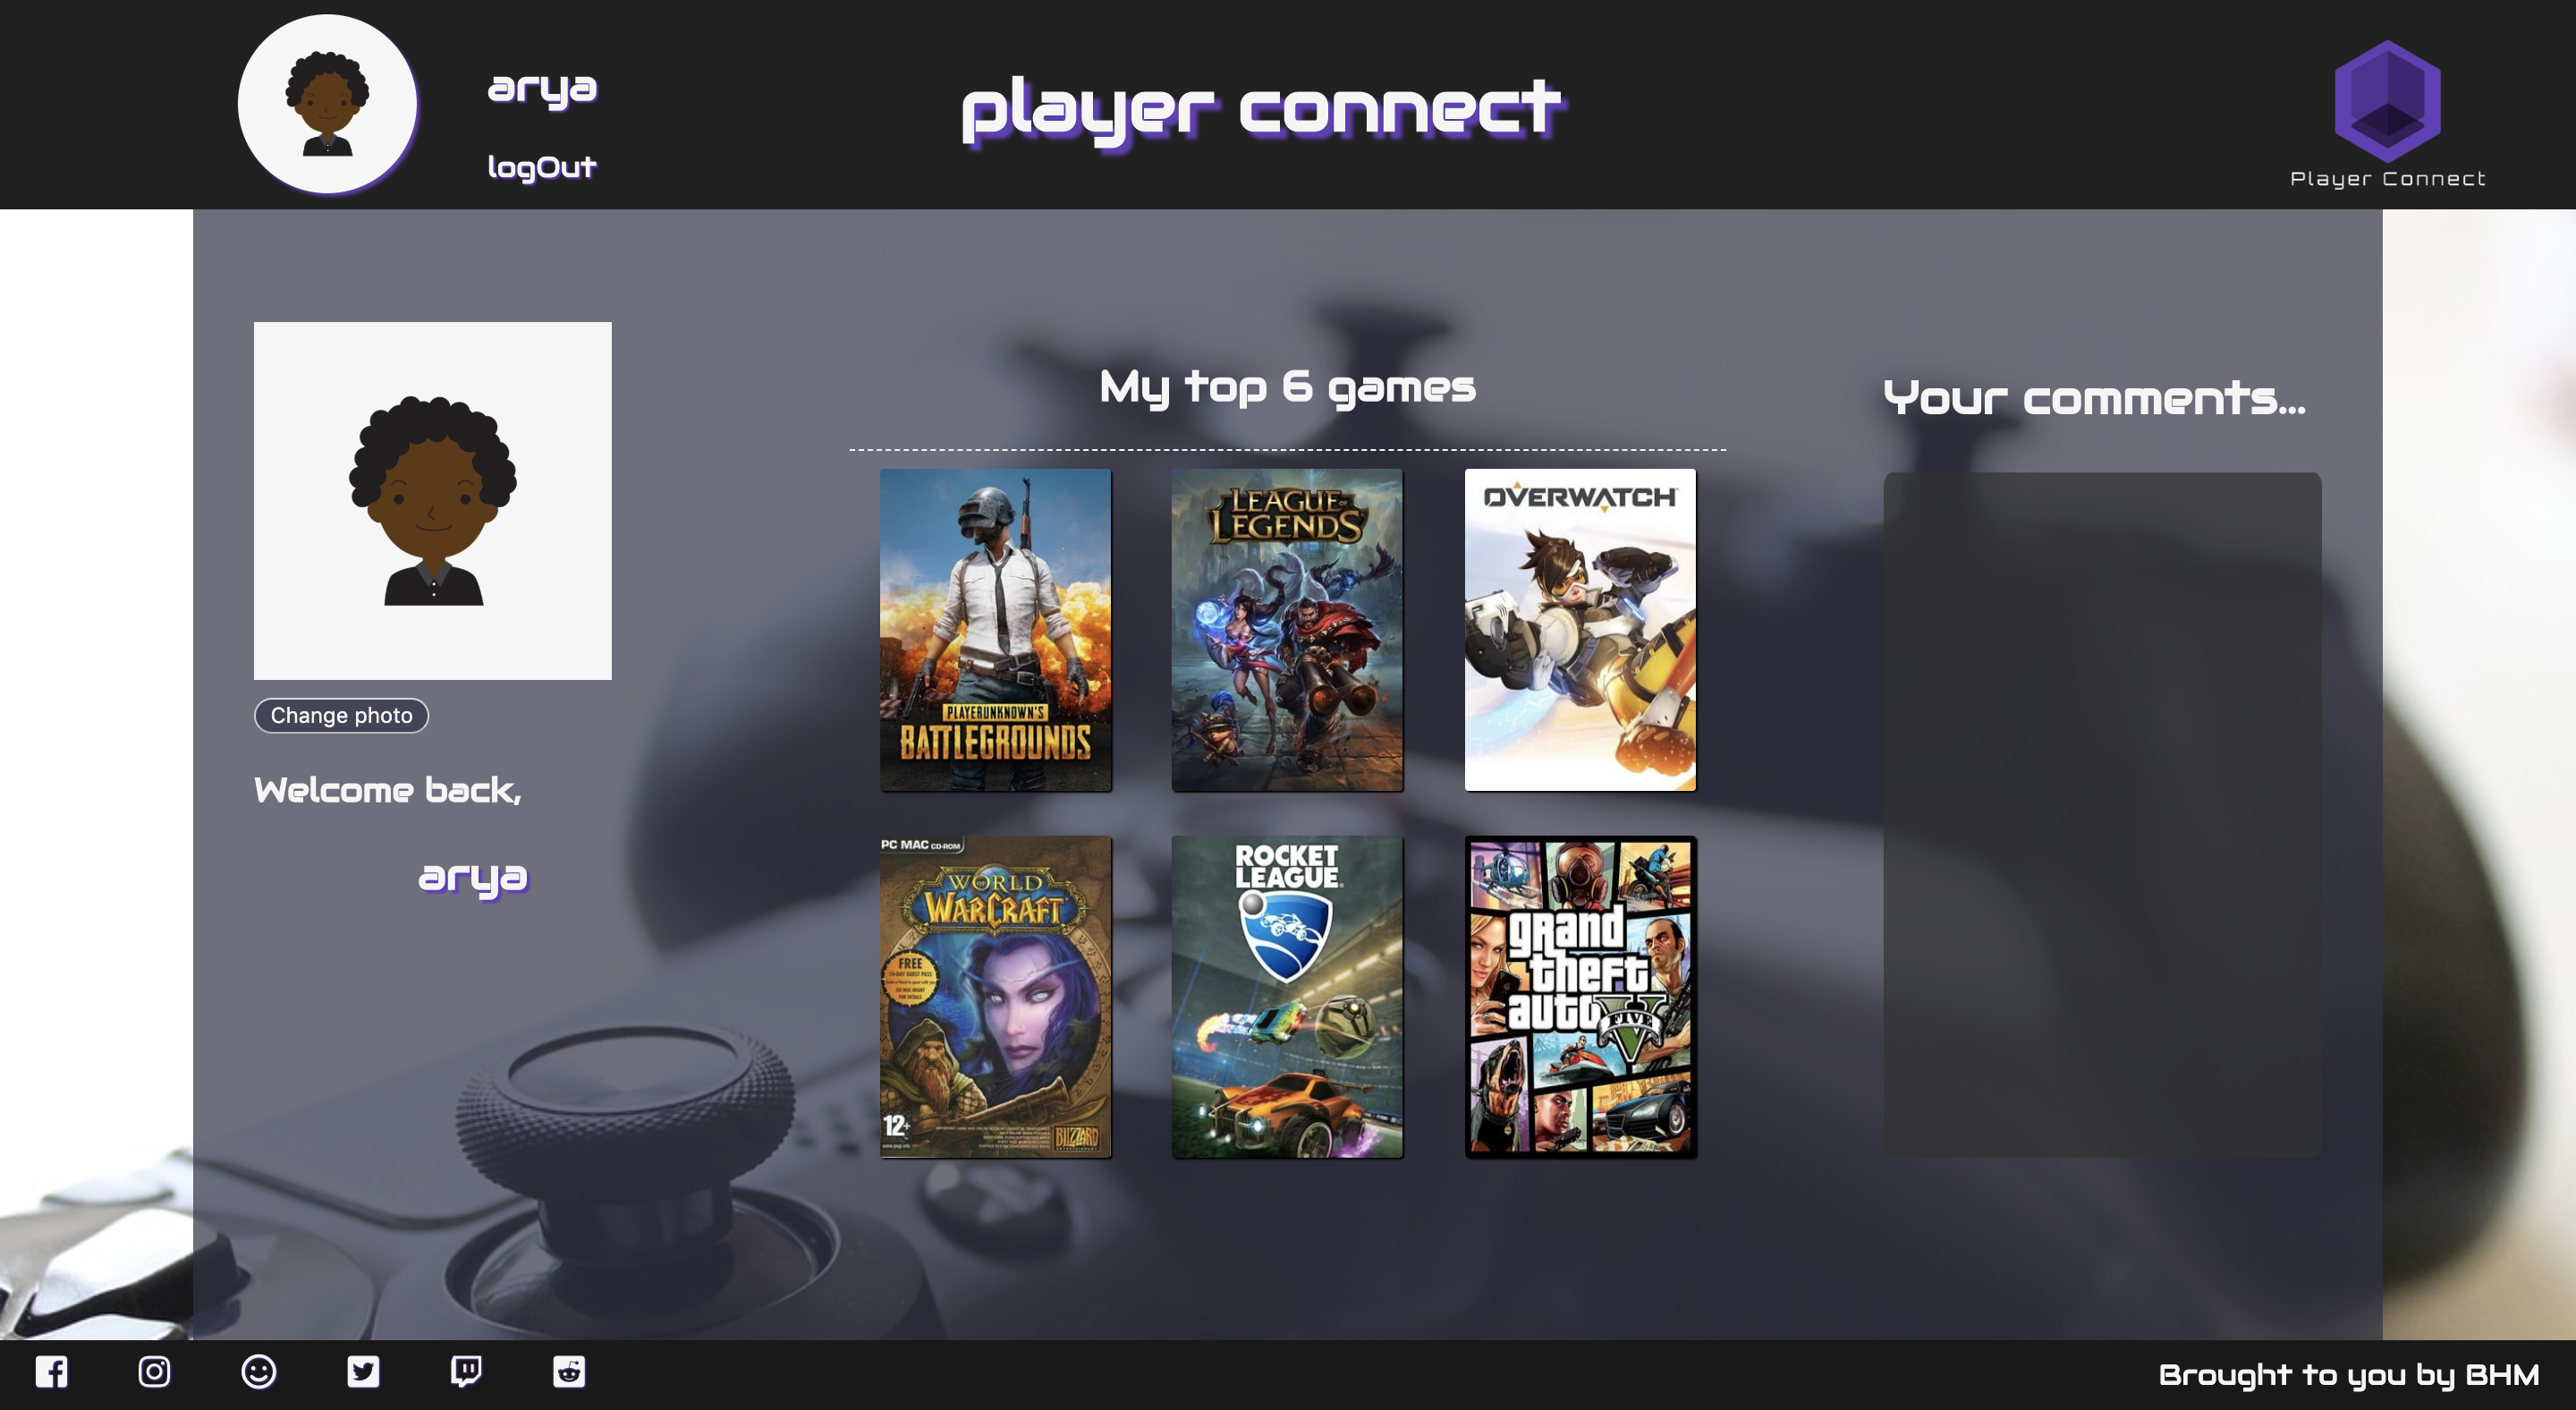 arya
logOut
player connect
Player Connect
Change photo
Welcome back,
arya
My top 6 games
PLAYERUNKNOWN'S
BATTLEGROUNDS
LEAGUE OF
LEGENDS
OVERWATCH
PC MAC CD-ROM
WORLD
OF
WARCRAFT
FREE
12+
BLIZZARD
ENTERTAINMENT
ROCKET
LEAGUE
grand
theft
auto
V
FIVE
Your comments...
Brought to you by BHM